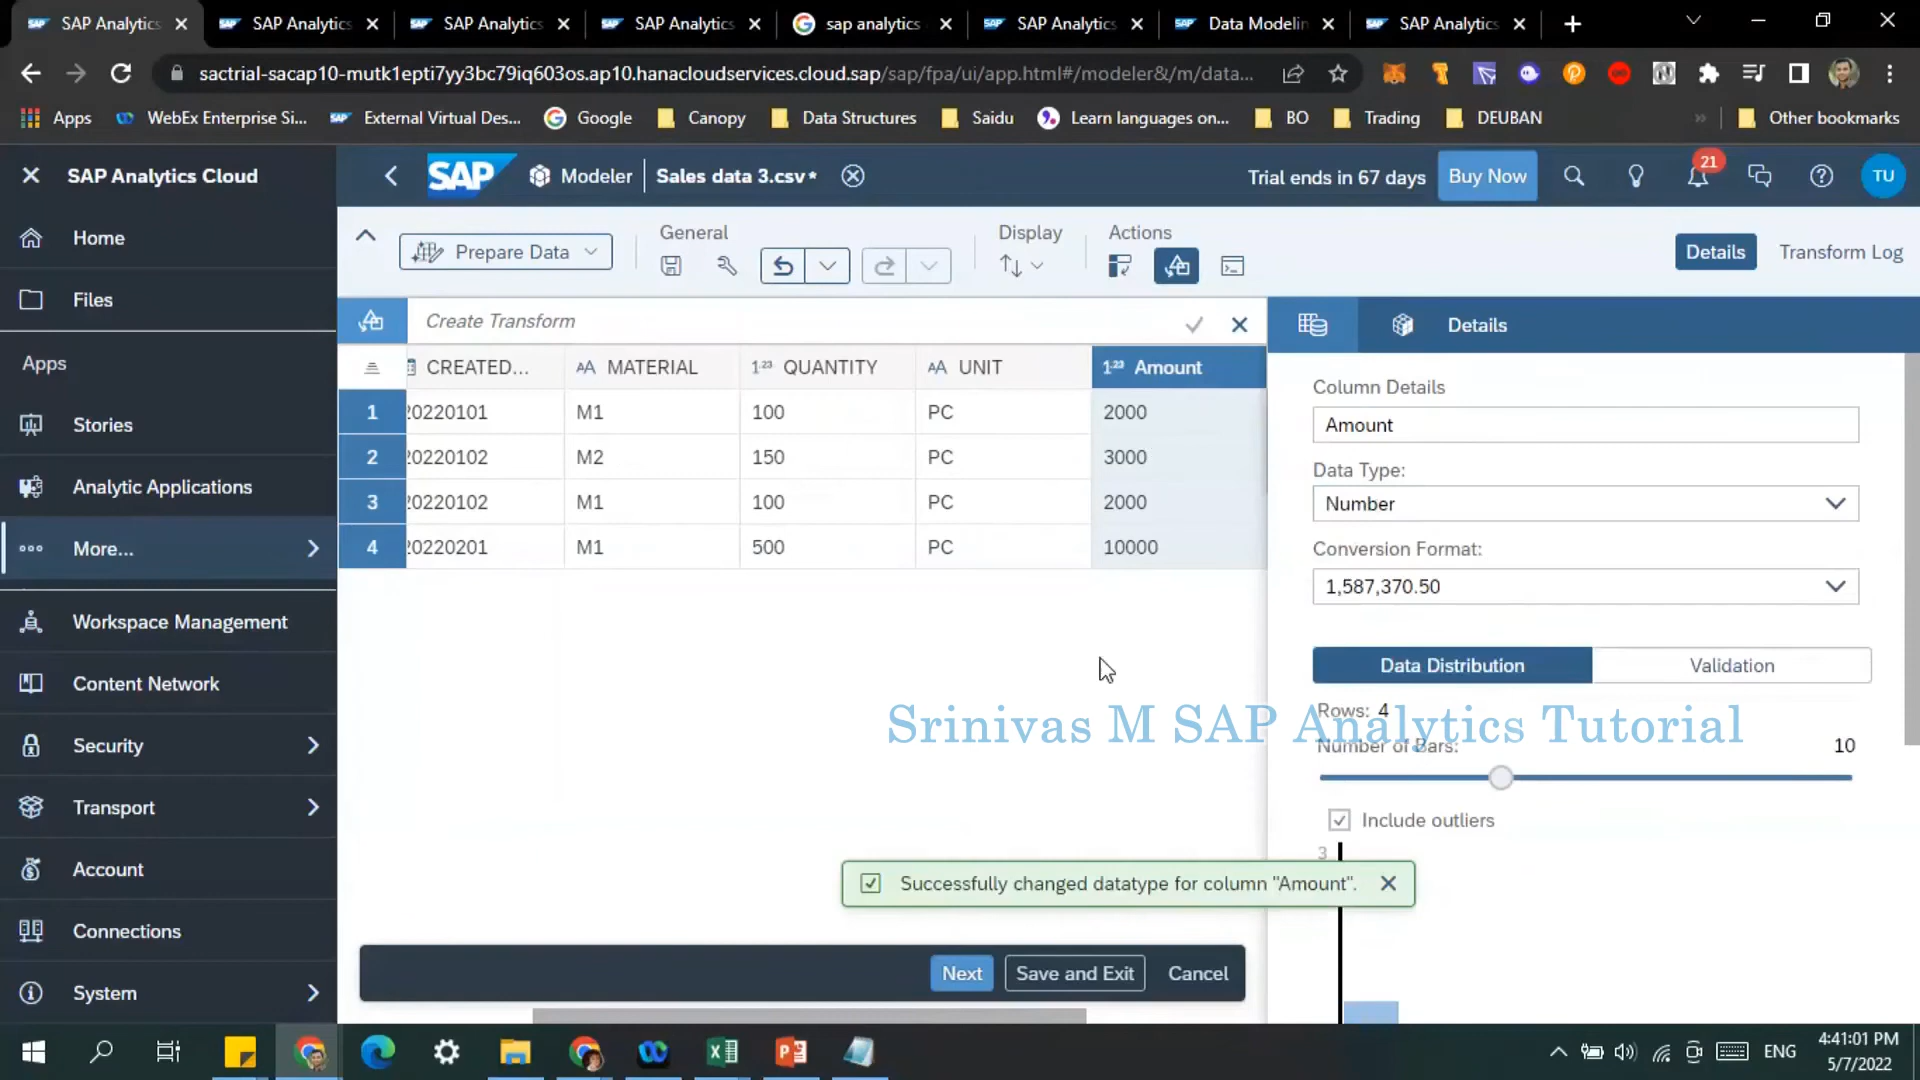 SAP Analytics
SAP Analytics
SAP Analytics
SAP Analytics
sap analytics
SAP Analytics
Data Modelin
SAP Analytics
sactrial-sacap10-mutk1epti7yy3bc79iq603os.ap10.hanacloudservices.cloud.sap/sap/fpa/ui/app.html#/modeler&/m/data...
Apps
WebEx Enterprise Si...
External Virtual Des...
Google
Canopy
Data Structures
Saidu
Learn languages on...
BO
Trading
DEUBAN
»
Other bookmarks
SAP Analytics Cloud
SAP
Modeler
Sales data 3.csv*
Trial ends in 67 days
Buy Now
21
TU
Home
Files
Apps
Stories
Analytic Applications
More...
Workspace Management
Content Network
Security
Transport
Account
Connections
System
Prepare Data
General
Display
Actions
Details
Transform Log
Create Transform
CREATED... MATERIAL QUANTITY UNIT Amount
1 20220101 M1 100 PC 2000
2 20220102 M2 150 PC 3000
3 20220102 M1 100 PC 2000
4 20220201 M1 500 PC 10000
Details
Column Details
Amount
Data Type:
Number
Conversion Format:
1,587,370.50
Data Distribution
Validation
Rows: 4
Srinivas M SAP Analytics Tutorial
Number of Bars:
10
Include outliers
3
Successfully changed datatype for column "Amount".
Next
Save and Exit
Cancel
ENG
4:41:01 PM
5/7/2022